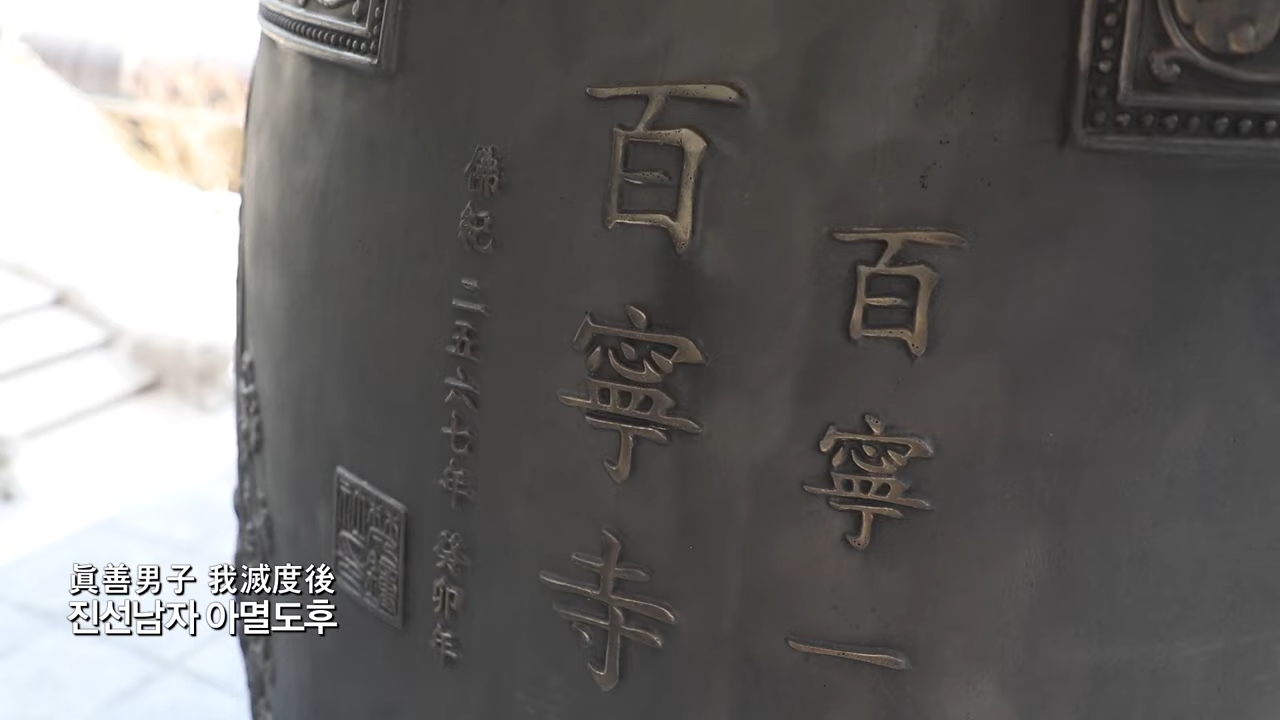 百寧一
百寧寺
佛紀 二五六七年 癸卯年
眞善男子 我滅度後
진선남자 아멸도후